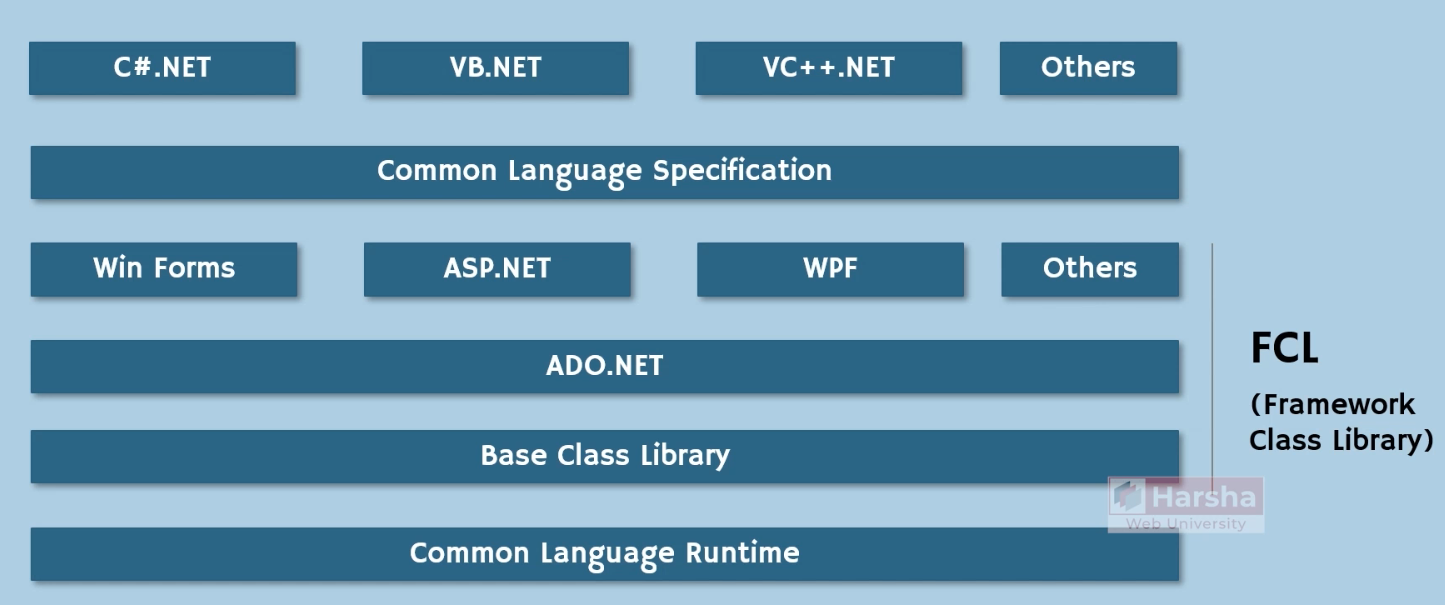 C#.NET
VB.NET
VC++.NET
Others
Common Language Specification
Win Forms
ASP.NET
WPF
Others
ADO.NET
Base Class Library
Common Language Runtime
FCL
(Framework
Class Library)
Harsha
Web University